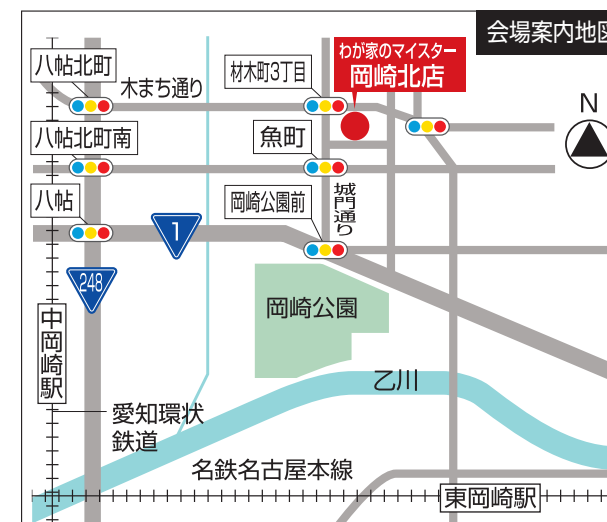 会場案内地図
わが家のマイスター
岡崎北店
八帖北町
木まち通り
材木町3丁目
N
八帖北町南
魚町
八帖
岡崎公園前
城門通り
1
248
岡崎公園
中岡崎駅
乙川
愛知環状
鉄道
名鉄名古屋本線
東岡崎駅